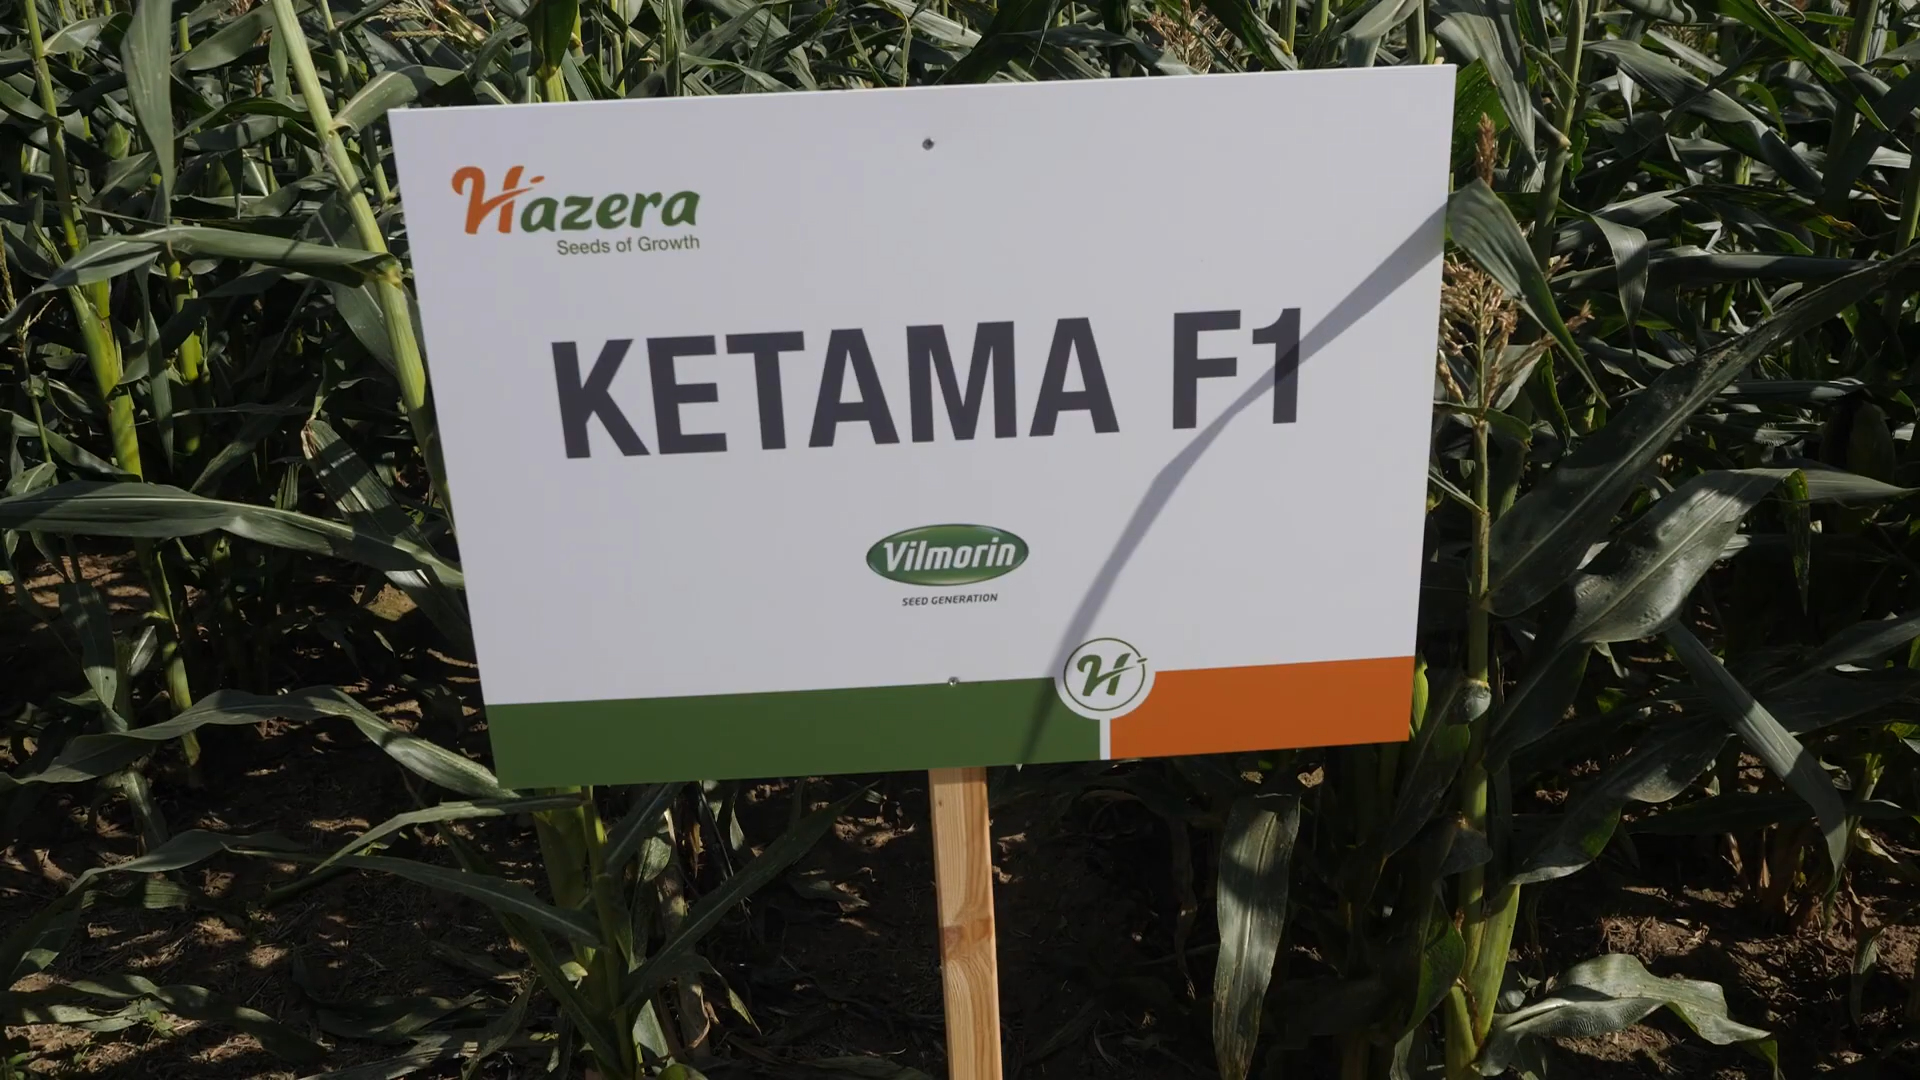 Hazera
Seeds of Growth
KETAMA F1
Vilmorin
SEED GENERATION
H